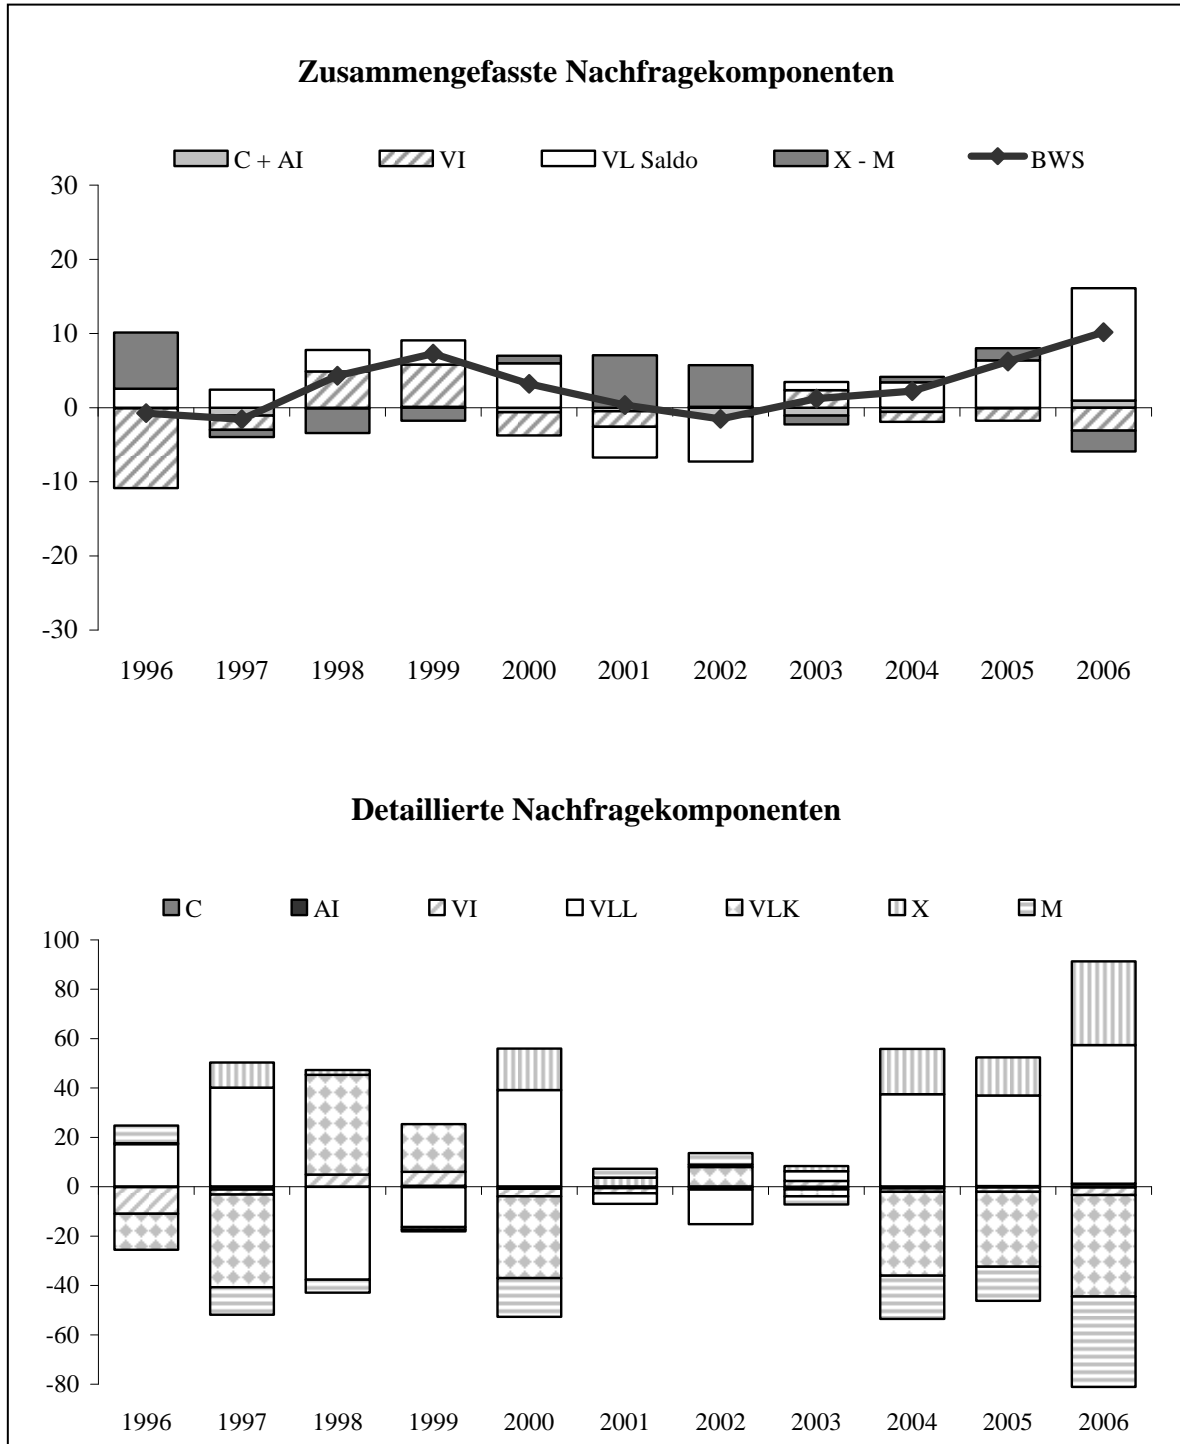 Zusammengefasste Nachfragekomponenten
C + AI VI VL Saldo X - M BWS
30
20
10
0
-10
-20
-30
1996 1997 1998 1999 2000 2001 2002 2003 2004 2005 2006
Detaillierte Nachfragekomponenten
C AI VI VLL VLK X M
100
80
60
40
20
0
-20
-40
-60
-80
1996 1997 1998 1999 2000 2001 2002 2003 2004 2005 2006